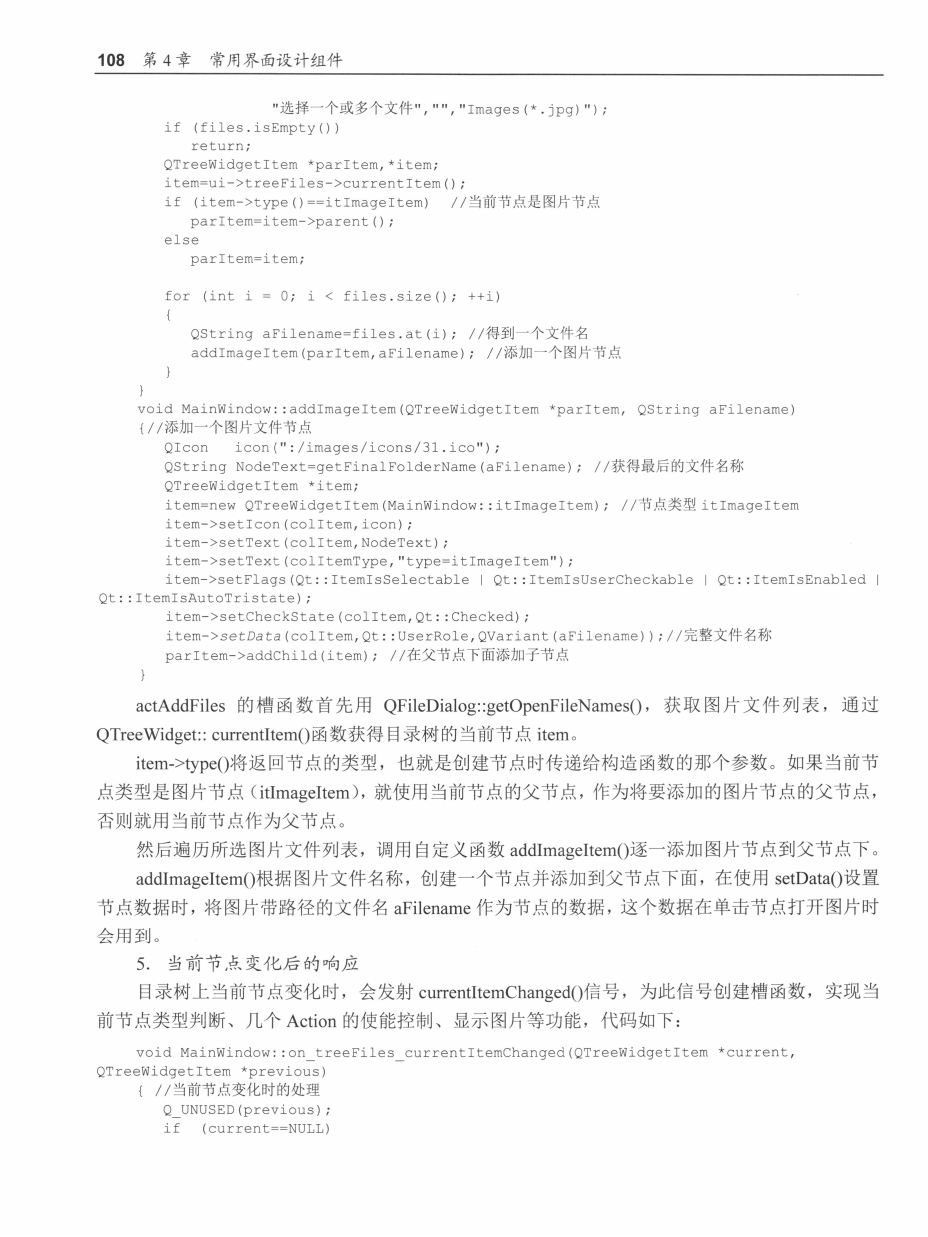 108 第 4 章 常用界面设计组件
"选择一个或多个文件","","Images(*.jpg)");
if (files.isEmpty())
return;
QTreeWidgetItem *parItem,*item;
item=ui->treeFiles->currentItem();
if (item->type()==itImageItem) //当前节点是图片节点
parItem=item->parent();
else
parItem=item;
for (int i = 0; i < files.size(); ++i)
{
QString aFilename=files.at(i); //得到一个文件名
addImageItem(parItem,aFilename); //添加一个图片节点
}
}
void MainWindow::addImageItem(QTreeWidgetItem *parItem, QString aFilename)
{//添加一个图片文件节点
QIcon icon(":/images/icons/31.ico");
QString NodeText=getFinalFolderName(aFilename); //获得最后的文件名称
QTreeWidgetItem *item;
item=new QTreeWidgetItem(MainWindow::itImageItem); //节点类型 itImageItem
item->setIcon(colItem,icon);
item->setText(colItem,NodeText);
item->setText(colItemType,"type=itImageItem");
item->setFlags(Qt::ItemIsSelectable | Qt::ItemIsUserCheckable | Qt::ItemIsEnabled |
Qt::ItemIsAutoTristate);
item->setCheckState(colItem,Qt::Checked);
item->setData(colItem,Qt::UserRole,QVariant(aFilename));//完整文件名称
parItem->addChild(item); //在父节点下面添加子节点
}
actAddFiles 的槽函数首先用 QFileDialog::getOpenFileNames()，获取图片文件列表，通过
QTreeWidget:: currentItem()函数获得目录树的当前节点 item。
item->type()将返回节点的类型，也就是创建节点时传递给构造函数的那个参数。如果当前节
点类型是图片节点（itImageItem），就使用当前节点的父节点，作为将要添加的图片节点的父节点，
否则就用当前节点作为父节点。
然后遍历所选图片文件列表，调用自定义函数 addImageItem()逐一添加图片节点到父节点下。
addImageItem()根据图片文件名称，创建一个节点并添加到父节点下面，在使用 setData()设置
节点数据时，将图片带路径的文件名 aFilename 作为节点的数据，这个数据在单击节点打开图片时
会用到。
5. 当前节点变化后的响应
目录树上当前节点变化时，会发射 currentItemChanged()信号，为此信号创建槽函数，实现当
前节点类型判断、几个 Action 的使能控制、显示图片等功能，代码如下：
void MainWindow::on_treeFiles_currentItemChanged(QTreeWidgetItem *current,
QTreeWidgetItem *previous)
{ //当前节点变化时的处理
Q_UNUSED(previous);
if (current==NULL)